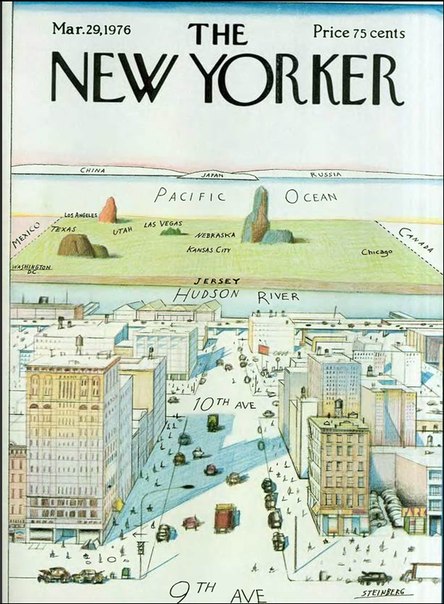 Mar.29,1976
THE
Price 75 cents
NEW YORKER
CHINA
JAPAN
RUSSIA
PACIFIC OCEAN
MEXICO
LOS ANGELES
TEXAS
UTAH
LAS VEGAS
NEBRASKA
KANSAS CITY
CANADA
Chicago
WASHINGTON
D.C.
JERSEY
HUDSON RIVER
10TH AVE
9TH AVE
STEINBERG